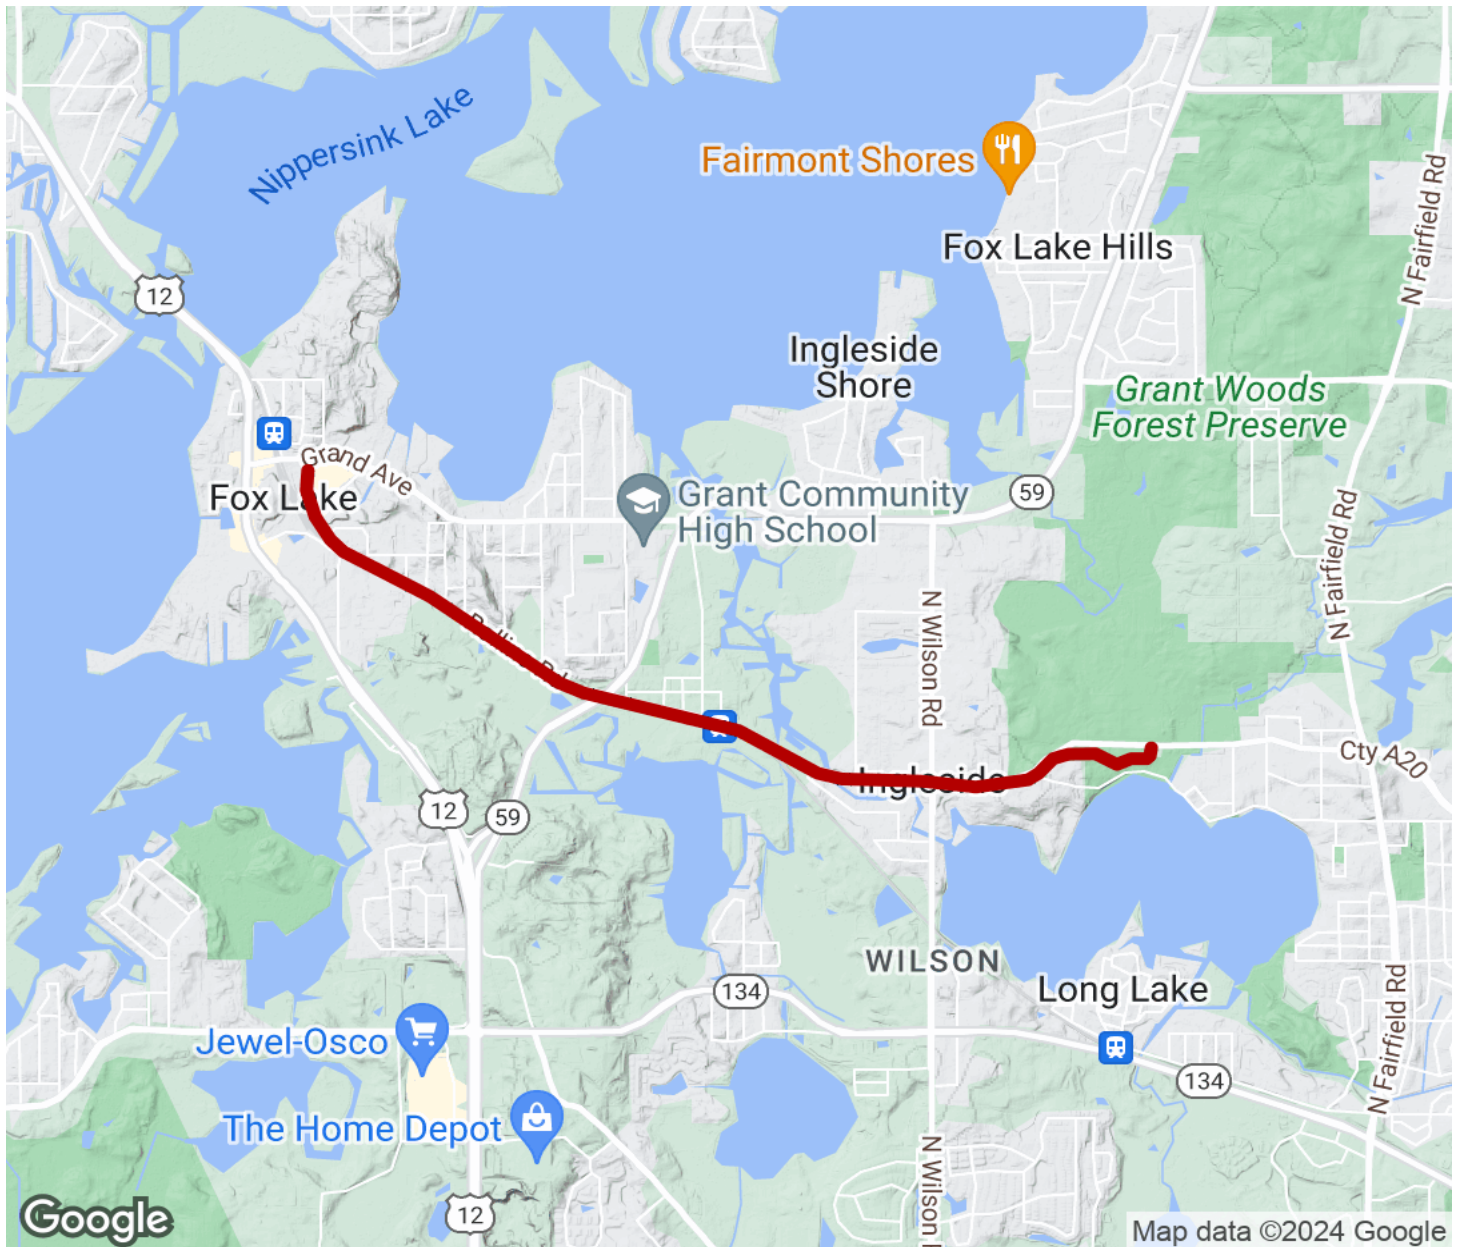 Nippersink Lake
Fairmont Shores
Fox Lake Hills
N Fairfield Rd
12
Ingleside
Shore
Grant Woods
Forest Preserve
Grand Ave
Fox Lake
Grant Community
High School
59
N Fairfield Rd
N Wilson Rd
Ingleside
Cty A20
12
59
WILSON
134
Long Lake
Jewel-Osco
134
N Fairfield Rd
The Home Depot
N Wilson
12
Google
Map data ©2024 Google